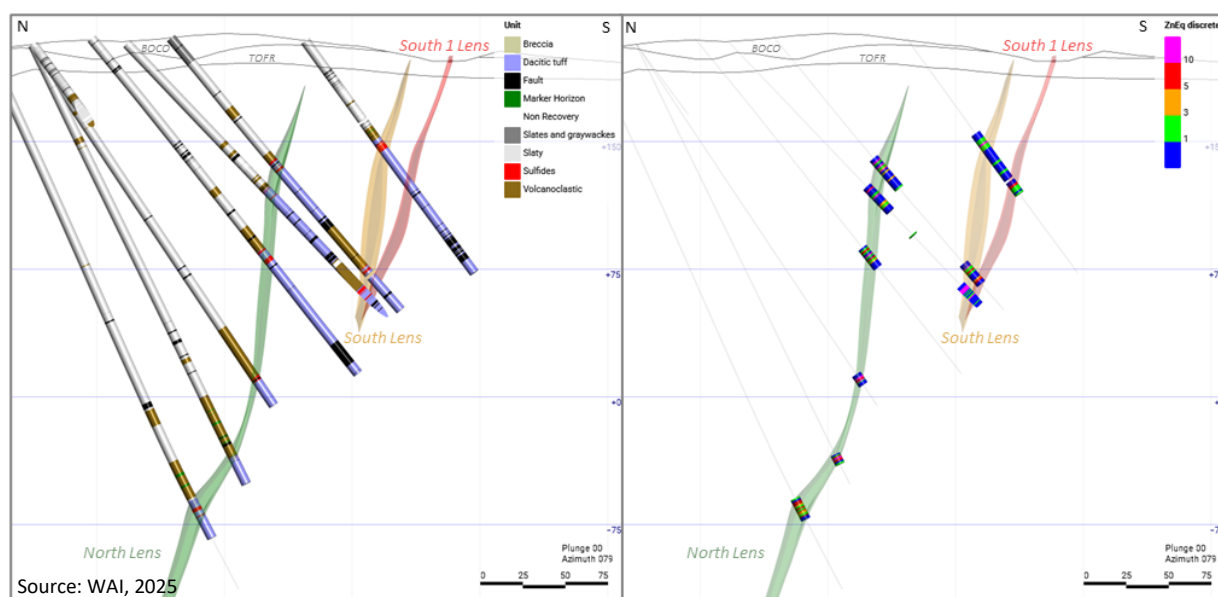 N
S
BOCO
TOFR
South 1 Lens
Unit
Breccia
Dacitic tuff
Fault
Marker Horizon
Non Recovery
Slates and graywackes
Slaty
Sulfides
Volcanoclastic
+150
+75
+0
-75
South Lens
North Lens
Plunge 00
Azimuth 079
0 25 50 75
Source: WAI, 2025
N
S
BOCO
TOFR
South 1 Lens
ZnEq discrete
10
5
3
1
South Lens
North Lens
Plunge 00
Azimuth 079
0 25 50 75